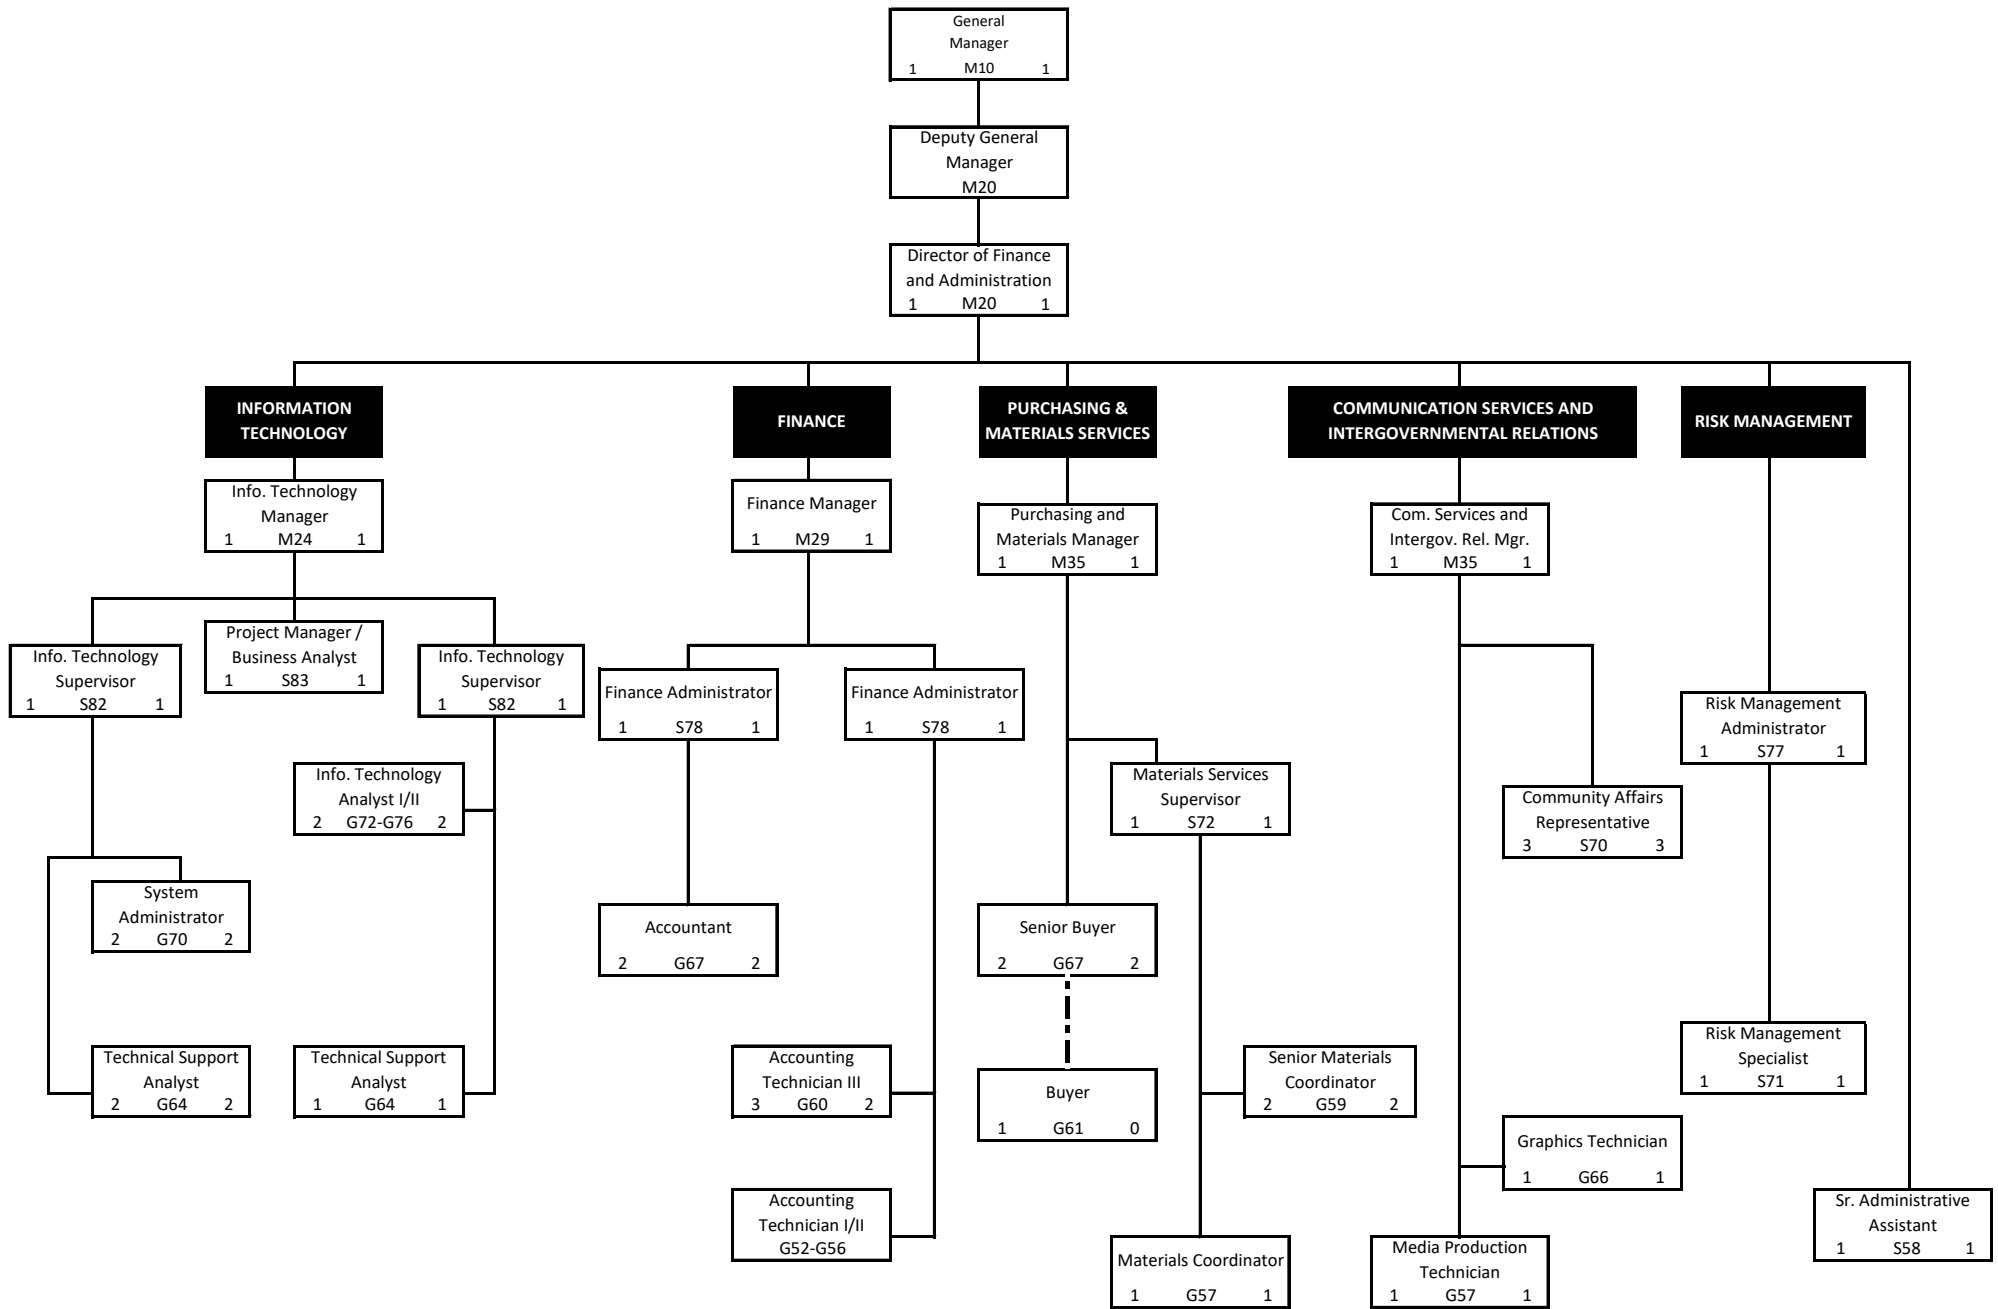 General
Manager
1 M10 1
Deputy General
Manager
M20
Director of Finance
and Administration
1 M20 1
INFORMATION
TECHNOLOGY
FINANCE
PURCHASING &
MATERIALS SERVICES
COMMUNICATION SERVICES AND
INTERGOVERNMENTAL RELATIONS
RISK MANAGEMENT
Info. Technology
Manager
1 M24 1
Finance Manager
1 M29 1
Purchasing and
Materials Manager
1 M35 1
Com. Services and
Intergov. Rel. Mgr.
1 M35 1
Info. Technology
Supervisor
1 S82 1
Project Manager /
Business Analyst
1 S83 1
Info. Technology
Supervisor
1 S82 1
Finance Administrator
1 S78 1
Finance Administrator
1 S78 1
Risk Management
Administrator
1 S77 1
Info. Technology
Analyst I/II
2 G72-G76 2
Materials Services
Supervisor
1 S72 1
Community Affairs
Representative
3 S70 3
System
Administrator
2 G70 2
Accountant
2 G67 2
Senior Buyer
2 G67 2
Risk Management
Specialist
1 S71 1
Technical Support
Analyst
2 G64 2
Technical Support
Analyst
1 G64 1
Accounting
Technician III
3 G60 2
Buyer
1 G61 0
Senior Materials
Coordinator
2 G59 2
Graphics Technician
1 G66 1
Accounting
Technician I/II
G52-G56
Sr. Administrative
Assistant
1 S58 1
Materials Coordinator
1 G57 1
Media Production
Technician
1 G57 1